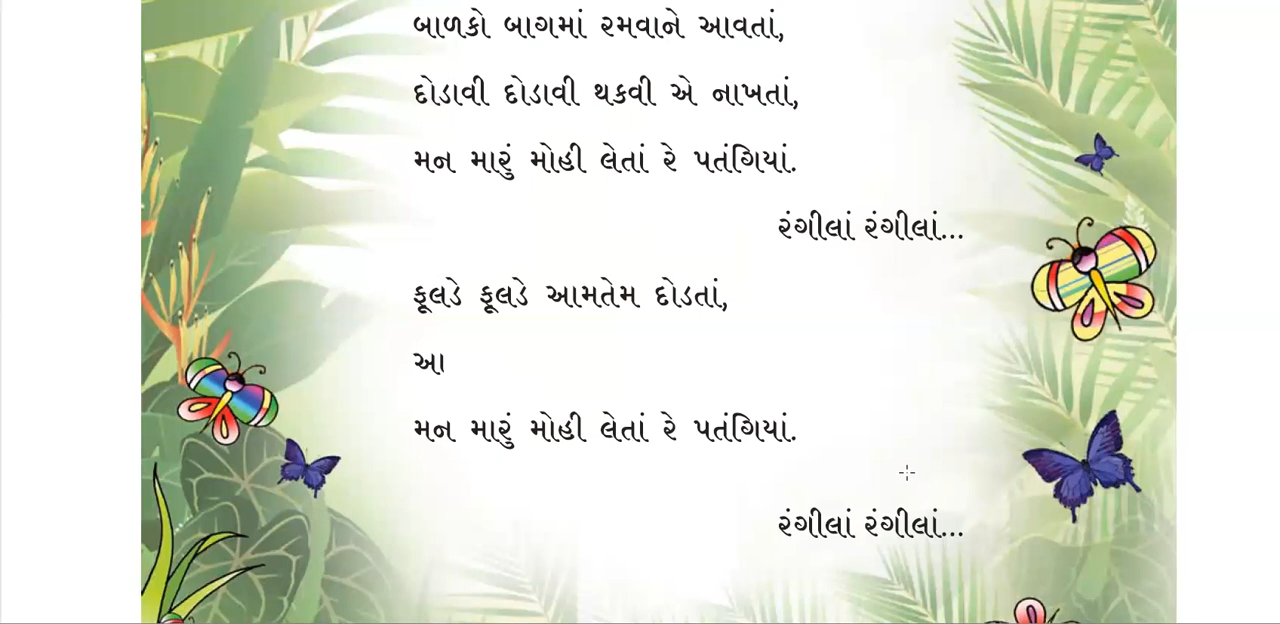 બાળકો બાગમાં રમવાને આવતાં,
દોડાવી દોડાવી થકવી એ નાખતાં,
મન મારું મોહી લેતાં રે પતંગિયાં.
રંગીલાં રંગીલાં...
ફૂલડે ફૂલડે આમતેમ દોડતાં,
આ
મન મારું મોહી લેતાં રે પતંગિયાં.
રંગીલાં રંગીલાં...